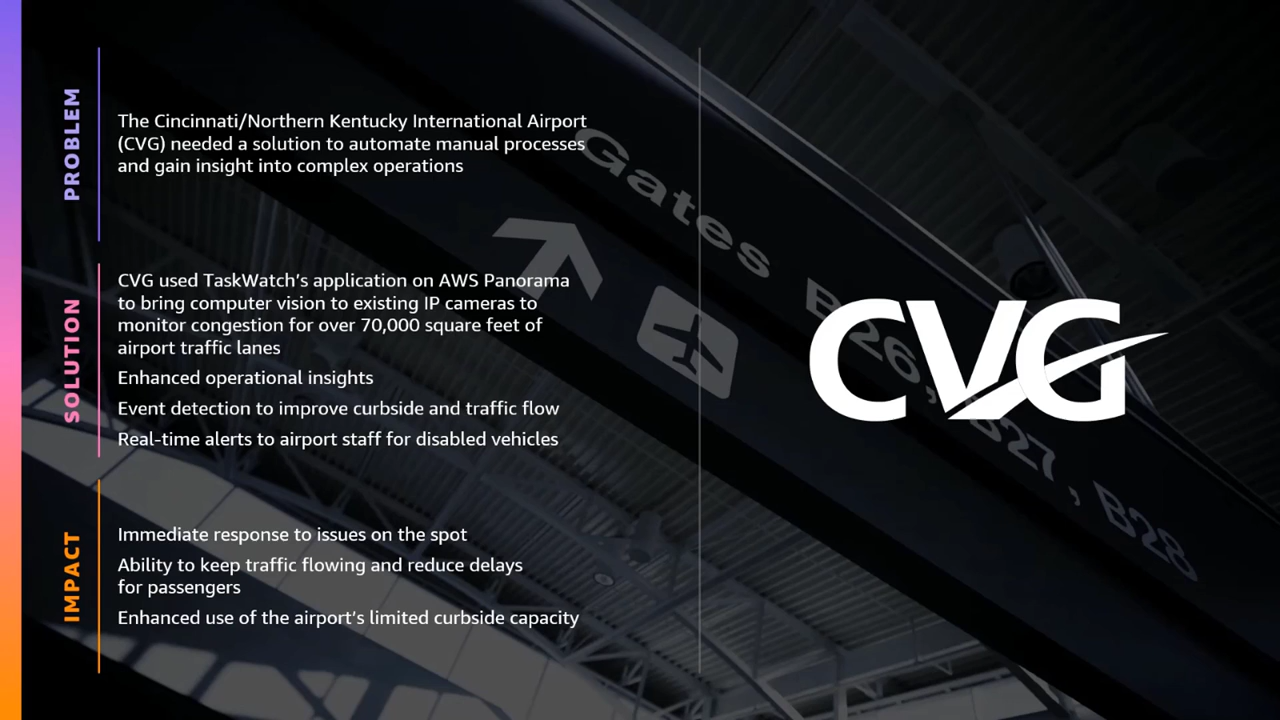 PROBLEM
The Cincinnati/Northern Kentucky International Airport
(CVG) needed a solution to automate manual processes
and gain insight into complex operations
SOLUTION
CVG used TaskWatch’s application on AWS Panorama
to bring computer vision to existing IP cameras to
monitor congestion for over 70,000 square feet of
airport traffic lanes
Enhanced operational insights
Event detection to improve curbside and traffic flow
Real-time alerts to airport staff for disabled vehicles
IMPACT
Immediate response to issues on the spot
Ability to keep traffic flowing and reduce delays
for passengers
Enhanced use of the airport’s limited curbside capacity
Gates B26, B27, B28
CVG